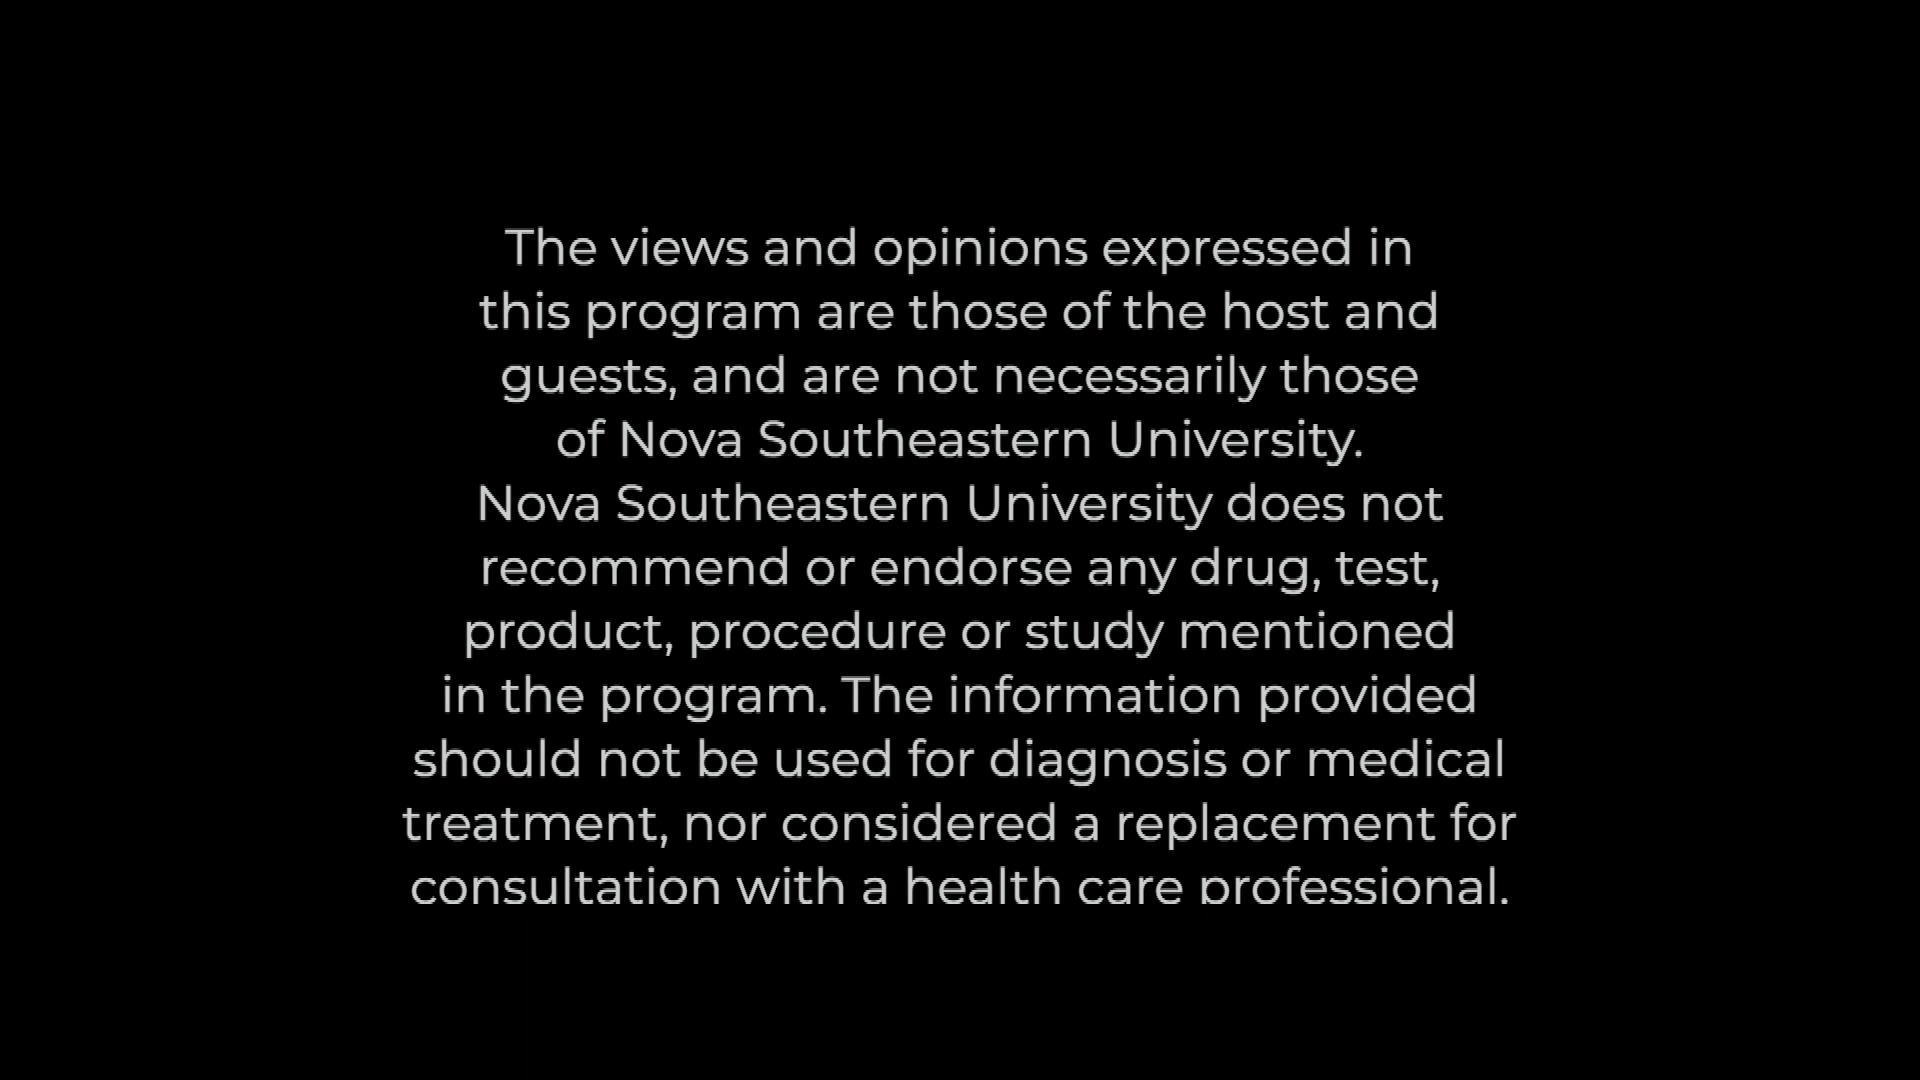 The views and opinions expressed in
this program are those of the host and
guests, and are not necessarily those
of Nova Southeastern University.
Nova Southeastern University does not
recommend or endorse any drug, test,
product, procedure or study mentioned
in the program. The information provided
should not be used for diagnosis or medical
treatment, nor considered a replacement for
consultation with a health care professional.